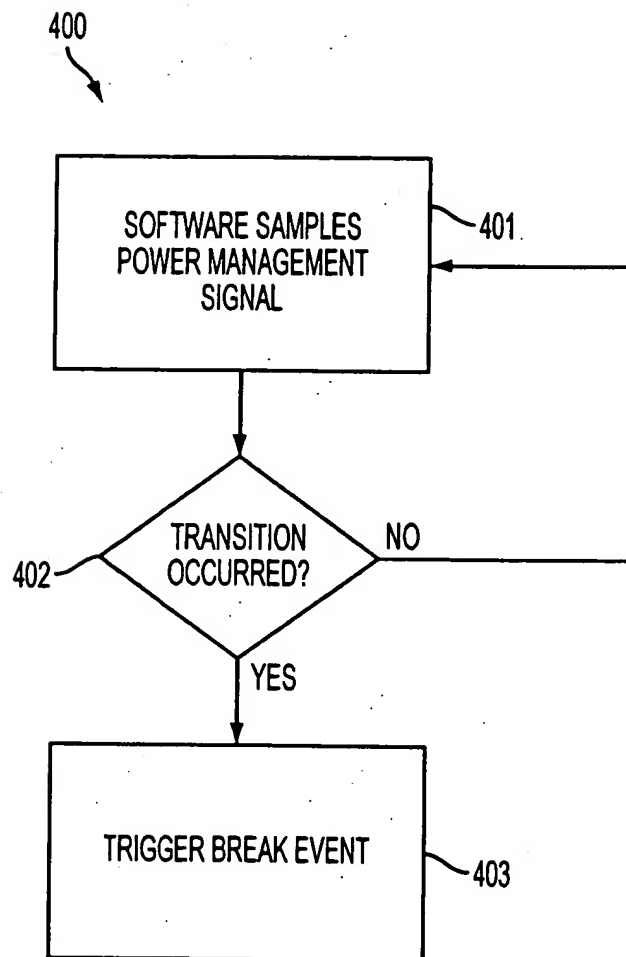 400
SOFTWARE SAMPLES
POWER MANAGEMENT
SIGNAL
401
TRANSITION
OCCURRED?
NO
402
YES
TRIGGER BREAK EVENT
403